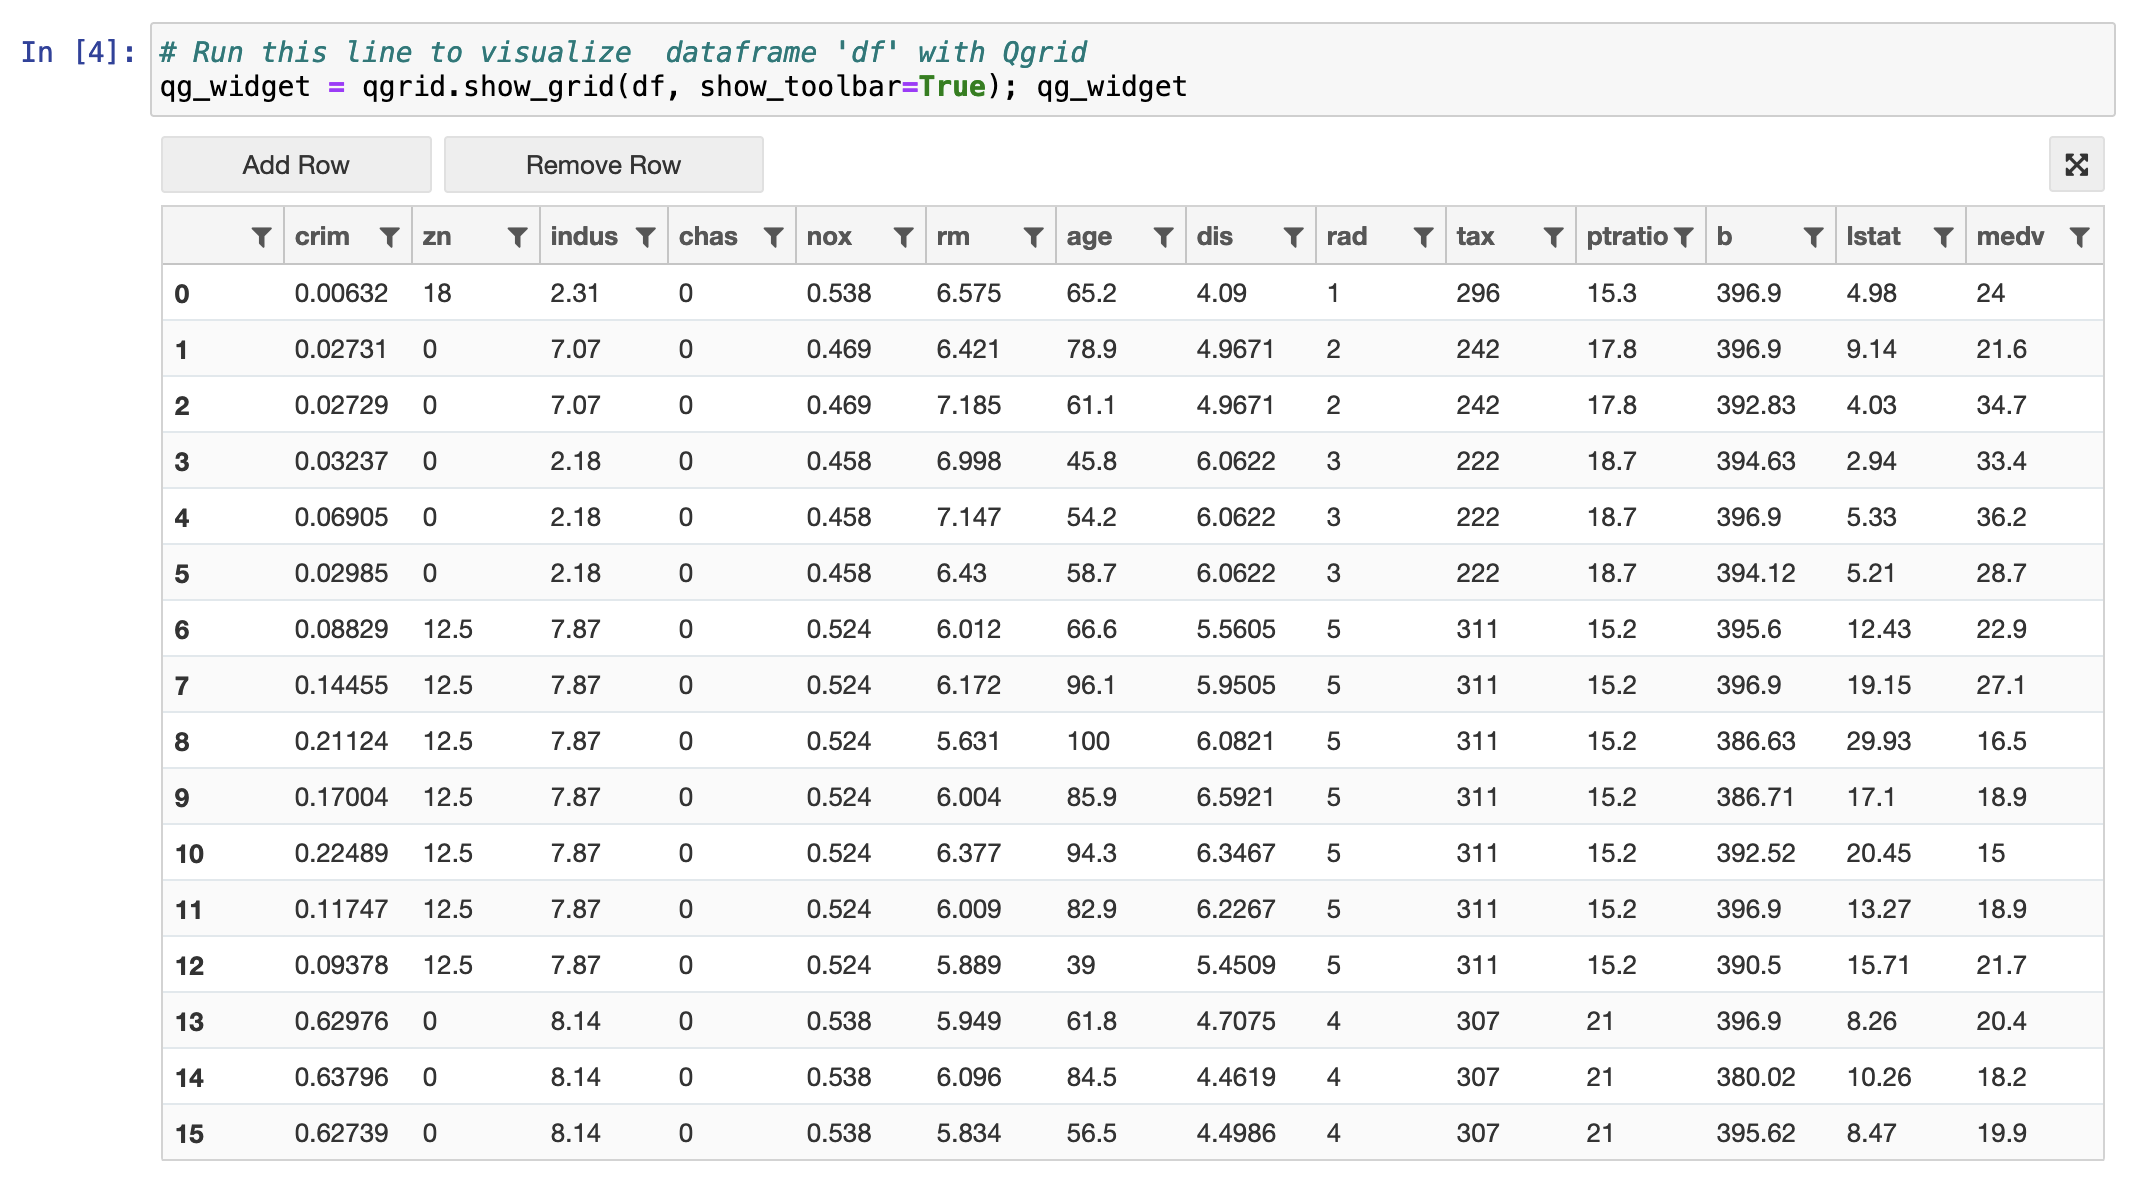 In [4]: # Run this line to visualize  dataframe 'df' with Qgrid
qg_widget = qgrid.show_grid(df, show_toolbar=True); qg_widget
Add Row Remove Row
crim zn indus chas nox rm age dis rad tax ptratio b lstat medv
0 0.00632 18 2.31 0 0.538 6.575 65.2 4.09 1 296 15.3 396.9 4.98 24
1 0.02731 0 7.07 0 0.469 6.421 78.9 4.9671 2 242 17.8 396.9 9.14 21.6
2 0.02729 0 7.07 0 0.469 7.185 61.1 4.9671 2 242 17.8 392.83 4.03 34.7
3 0.03237 0 2.18 0 0.458 6.998 45.8 6.0622 3 222 18.7 394.63 2.94 33.4
4 0.06905 0 2.18 0 0.458 7.147 54.2 6.0622 3 222 18.7 396.9 5.33 36.2
5 0.02985 0 2.18 0 0.458 6.43 58.7 6.0622 3 222 18.7 394.12 5.21 28.7
6 0.08829 12.5 7.87 0 0.524 6.012 66.6 5.5605 5 311 15.2 395.6 12.43 22.9
7 0.14455 12.5 7.87 0 0.524 6.172 96.1 5.9505 5 311 15.2 396.9 19.15 27.1
8 0.21124 12.5 7.87 0 0.524 5.631 100 6.0821 5 311 15.2 386.63 29.93 16.5
9 0.17004 12.5 7.87 0 0.524 6.004 85.9 6.5921 5 311 15.2 386.71 17.1 18.9
10 0.22489 12.5 7.87 0 0.524 6.377 94.3 6.3467 5 311 15.2 392.52 20.45 15
11 0.11747 12.5 7.87 0 0.524 6.009 82.9 6.2267 5 311 15.2 396.9 13.27 18.9
12 0.09378 12.5 7.87 0 0.524 5.889 39 5.4509 5 311 15.2 390.5 15.71 21.7
13 0.62976 0 8.14 0 0.538 5.949 61.8 4.7075 4 307 21 396.9 8.26 20.4
14 0.63796 0 8.14 0 0.538 6.096 84.5 4.4619 4 307 21 380.02 10.26 18.2
15 0.62739 0 8.14 0 0.538 5.834 56.5 4.4986 4 307 21 395.62 8.47 19.9